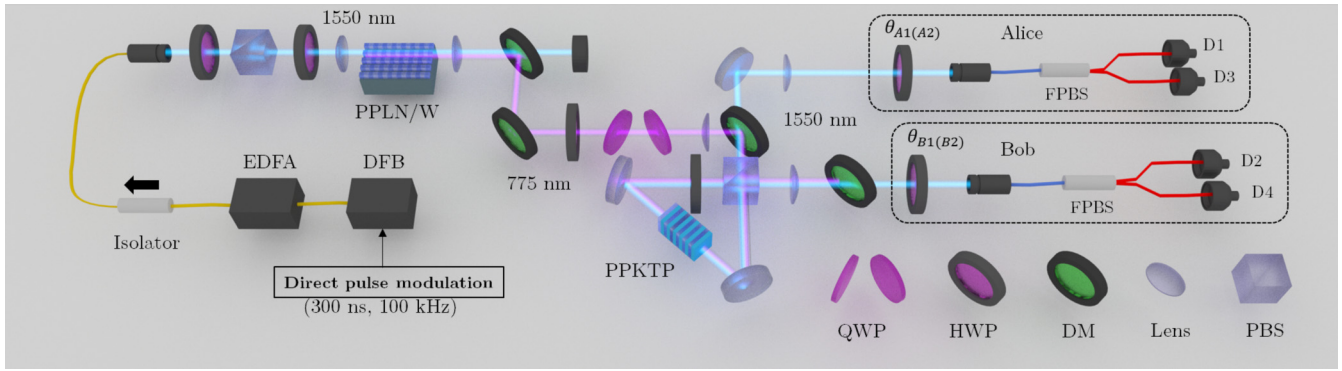 1550 nm
PPLN/W
EDFA
DFB
Isolator
Direct pulse modulation
(300 ns, 100 kHz)
775 nm
PPKTP
1550 nm
θA1(A2)
Alice
D1
D3
FPBS
θB1(B2)
Bob
D2
D4
FPBS
QWP
HWP
DM
Lens
PBS